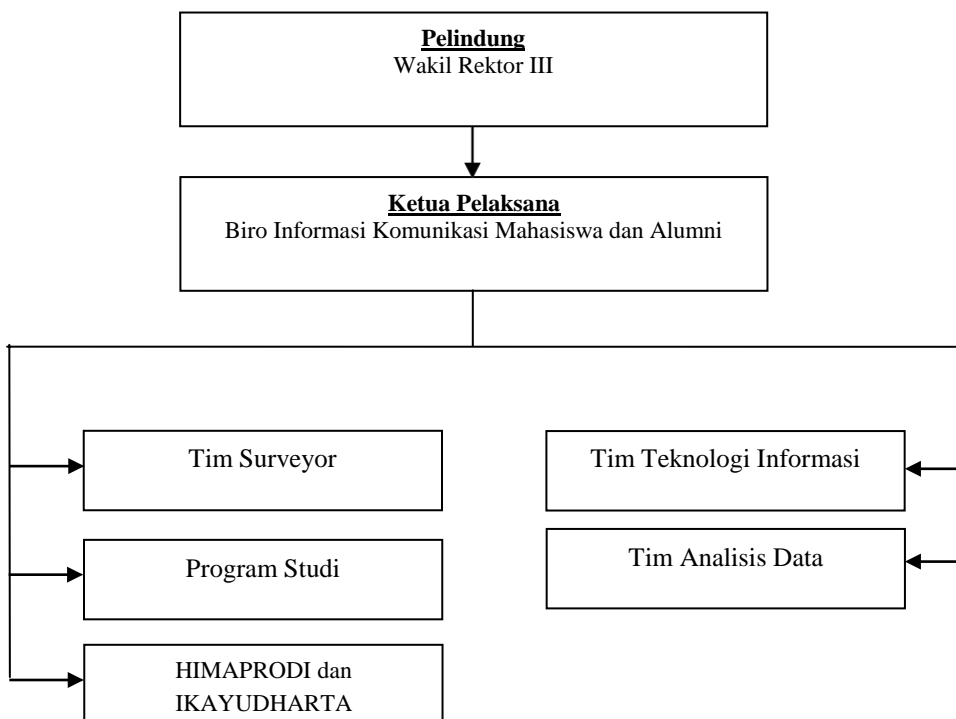 Pelindung
Wakil Rektor III
Ketua Pelaksana
Biro Informasi Komunikasi Mahasiswa dan Alumni
Tim Surveyor
Program Studi
HIMAPRODI dan
IKAYUDHARTA
Tim Teknologi Informasi
Tim Analisis Data